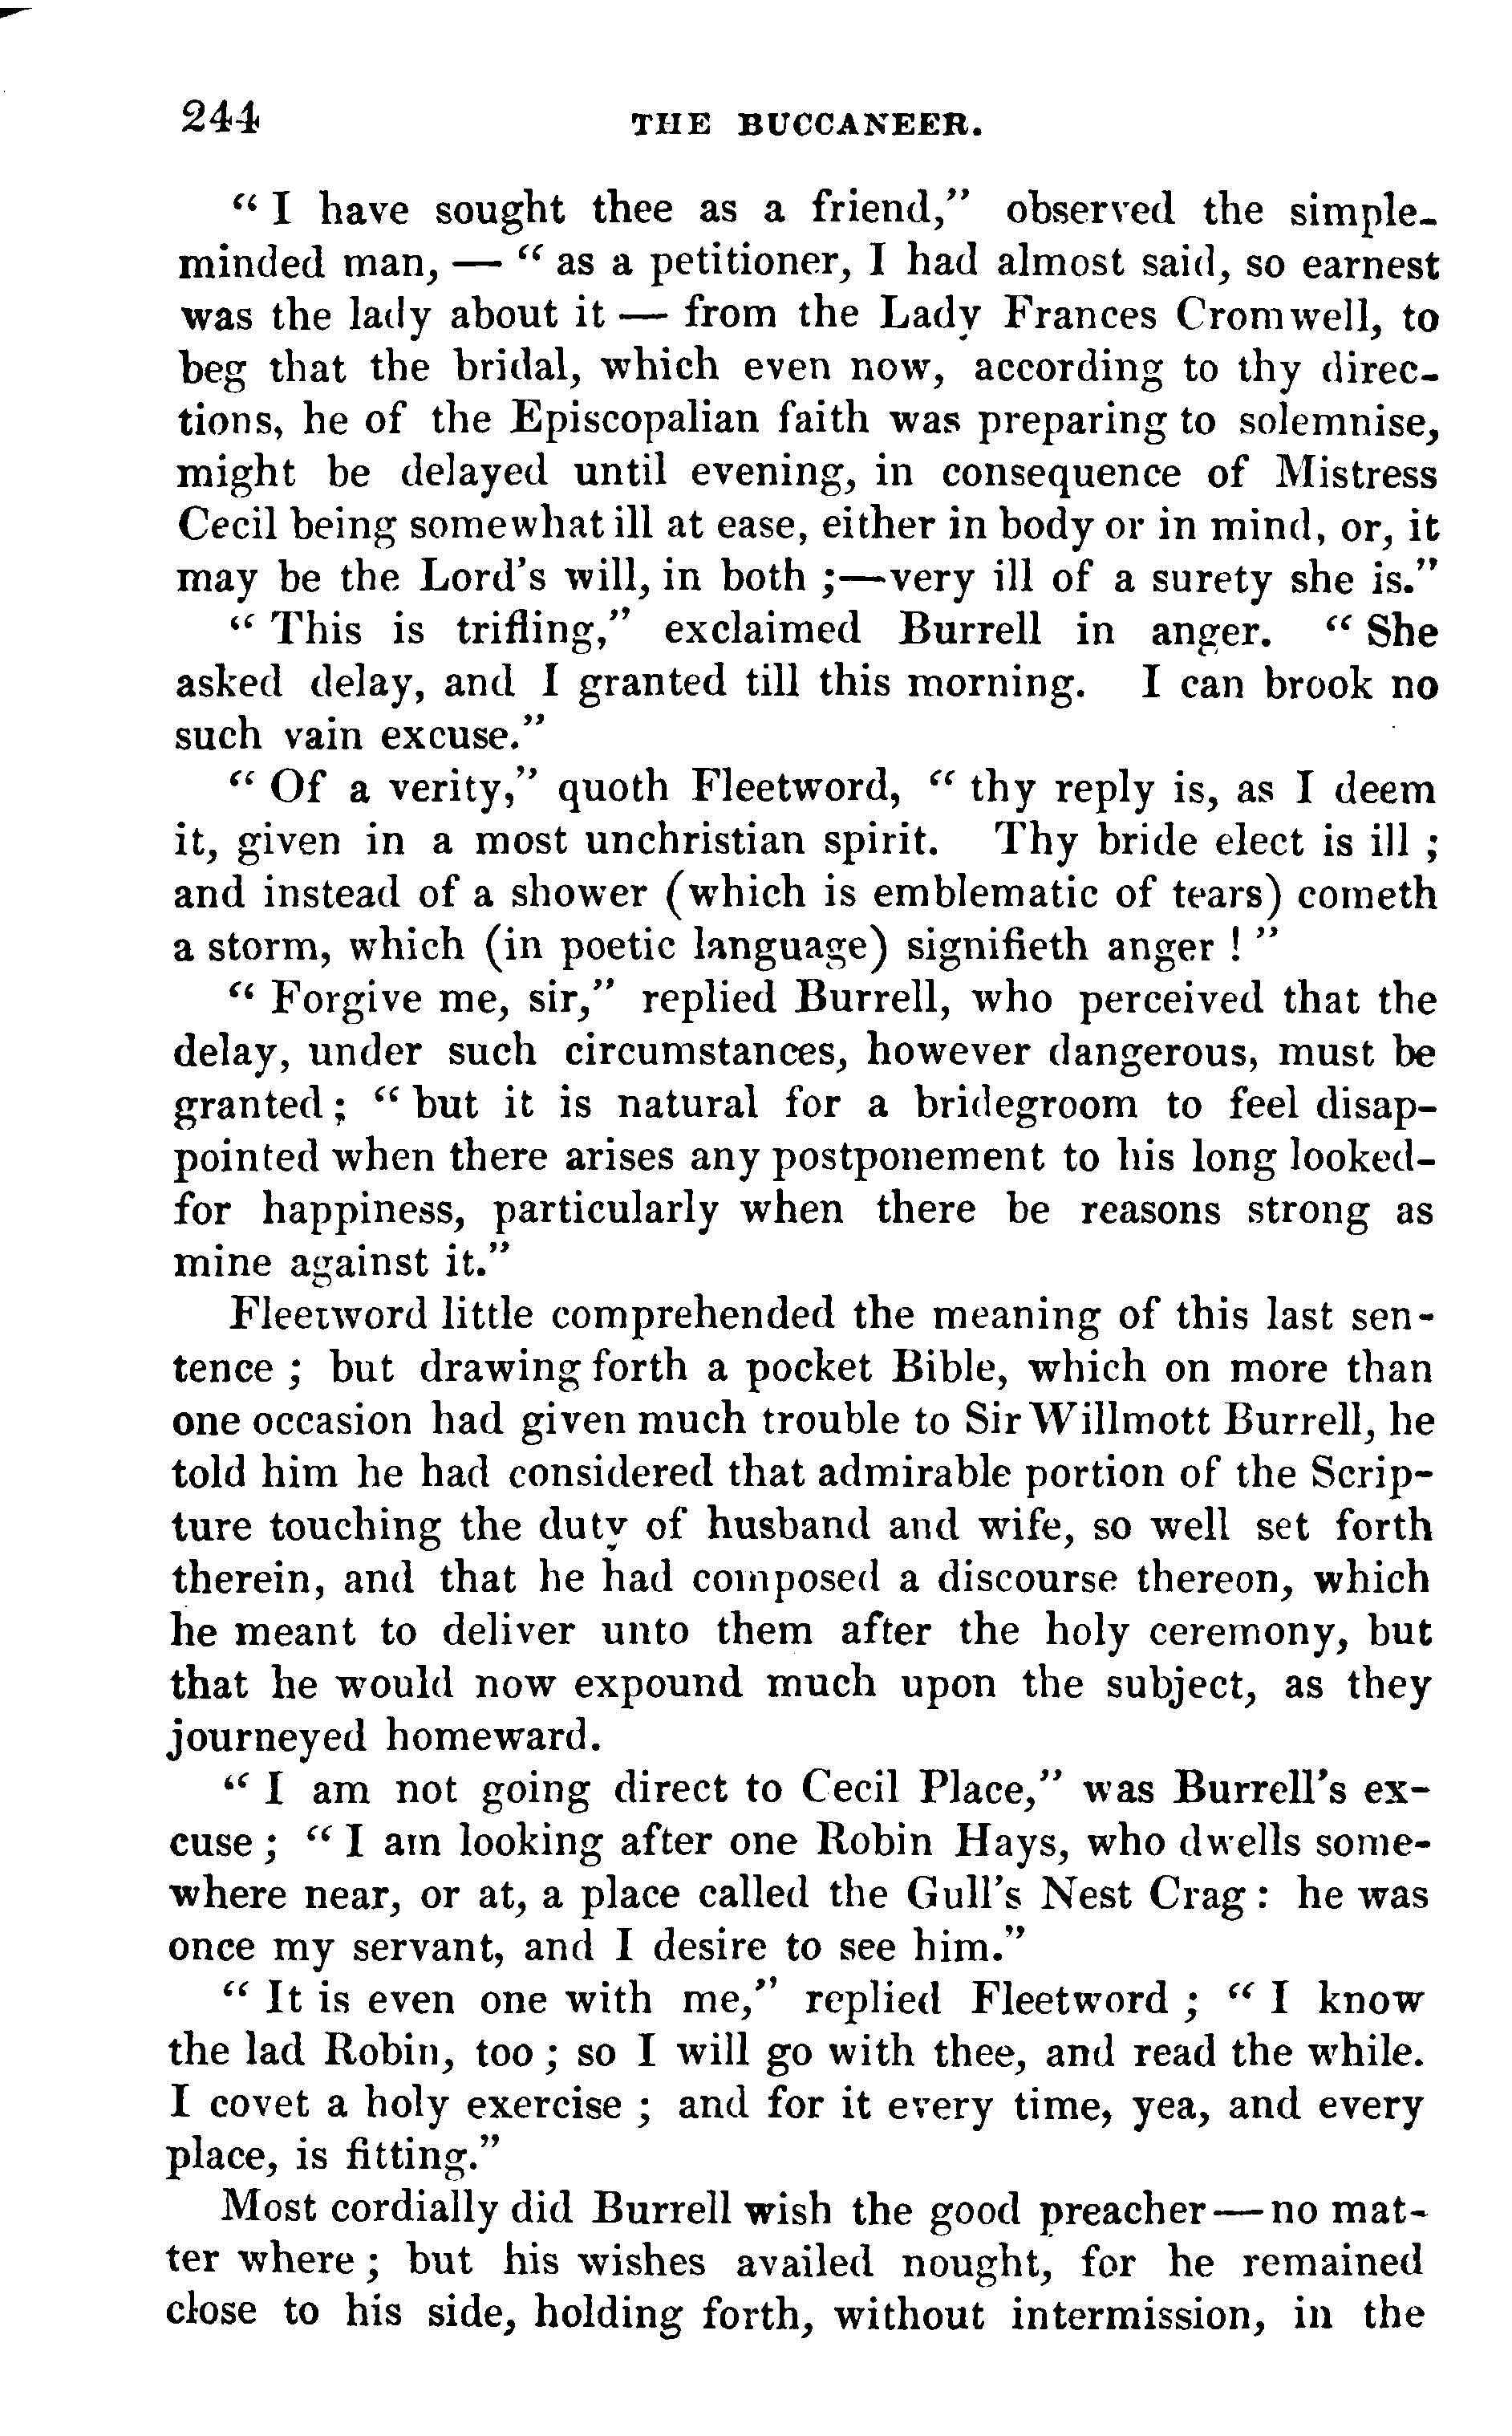 244 THE BUCCANEER.
“ I have sought thee as a friend,” observed the simple-
minded man, — “ as a petitioner, I had almost said, so earnest
was the lady about it — from the Lady Frances Cromwell, to
beg that the bridal, which even now, according to thy direc-
tions, he of the Episcopalian faith was preparing to solemnise,
might be delayed until evening, in consequence of Mistress
Cecil being somewhat ill at ease, either in body or in mind, or, it
may be the Lord’s will, in both ;—very ill of a surety she is.”
“ This is trifling,” exclaimed Burrell in anger. “ She
asked delay, and I granted till this morning. I can brook no
such vain excuse.”
“ Of a verity,” quoth Fleetword, “ thy reply is, as I deem
it, given in a most unchristian spirit. Thy bride elect is ill ;
and instead of a shower (which is emblematic of tears) cometh
a storm, which (in poetic language) signifieth anger ! ”
“ Forgive me, sir,” replied Burrell, who perceived that the
delay, under such circumstances, however dangerous, must be
granted ; “ but it is natural for a bridegroom to feel disap-
pointed when there arises any postponement to his long looked-
for happiness, particularly when there be reasons strong as
mine against it.”
Fleetword little comprehended the meaning of this last sen-
tence ; but drawing forth a pocket Bible, which on more than
one occasion had given much trouble to Sir Willmott Burrell, he
told him he had considered that admirable portion of the Scrip-
ture touching the duty of husband and wife, so well set forth
therein, and that he had composed a discourse thereon, which
he meant to deliver unto them after the holy ceremony, but
that he would now expound much upon the subject, as they
journeyed homeward.
“ I am not going direct to Cecil Place,” was Burrell’s ex-
cuse ; “ I am looking after one Robin Hays, who dwells some-
where near, or at, a place called the Gull’s Nest Crag : he was
once my servant, and I desire to see him.”
“ It is even one with me,” replied Fleetword ; “ I know
the lad Robin, too ; so I will go with thee, and read the while.
I covet a holy exercise ; and for it every time, yea, and every
place, is fitting.”
Most cordially did Burrell wish the good preacher — no mat-
ter where ; but his wishes availed nought, for he remained
close to his side, holding forth, without intermission, in the